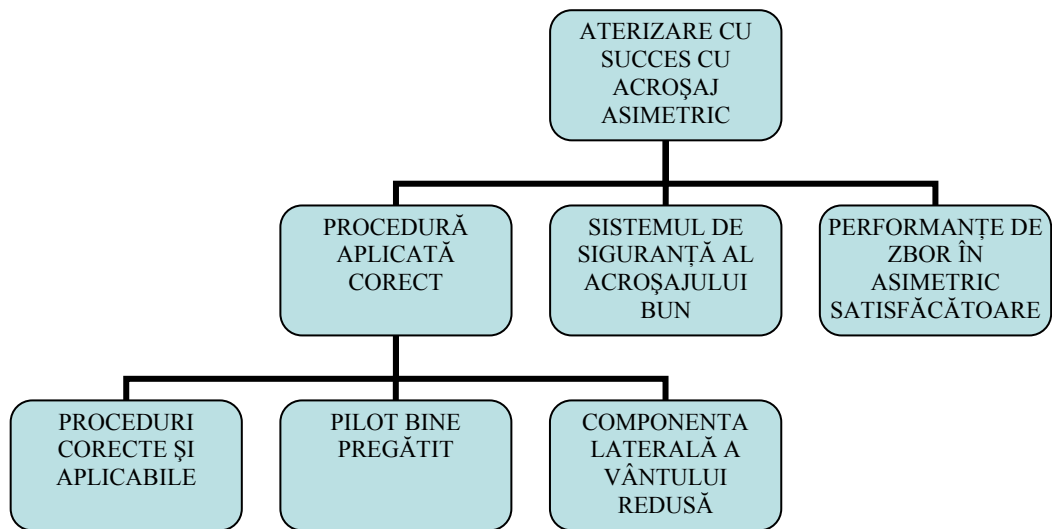 ATERIZARE CU
SUCCES CU
ACROŞAJ
ASIMETRIC
PROCEDURĂ
APLICATĂ
CORECT
SISTEMUL DE
SIGURANȚĂ AL
ACROŞAJULUI
BUN
PERFORMANȚE DE
ZBOR ÎN
ASIMETRIC
SATISFĂCĂTOARE
PROCEDURI
CORECTE ŞI
APLICABILE
PILOT BINE
PREGĂTIT
COMPONENTA
LATERALĂ A
VÂNTULUI
REDUSĂ